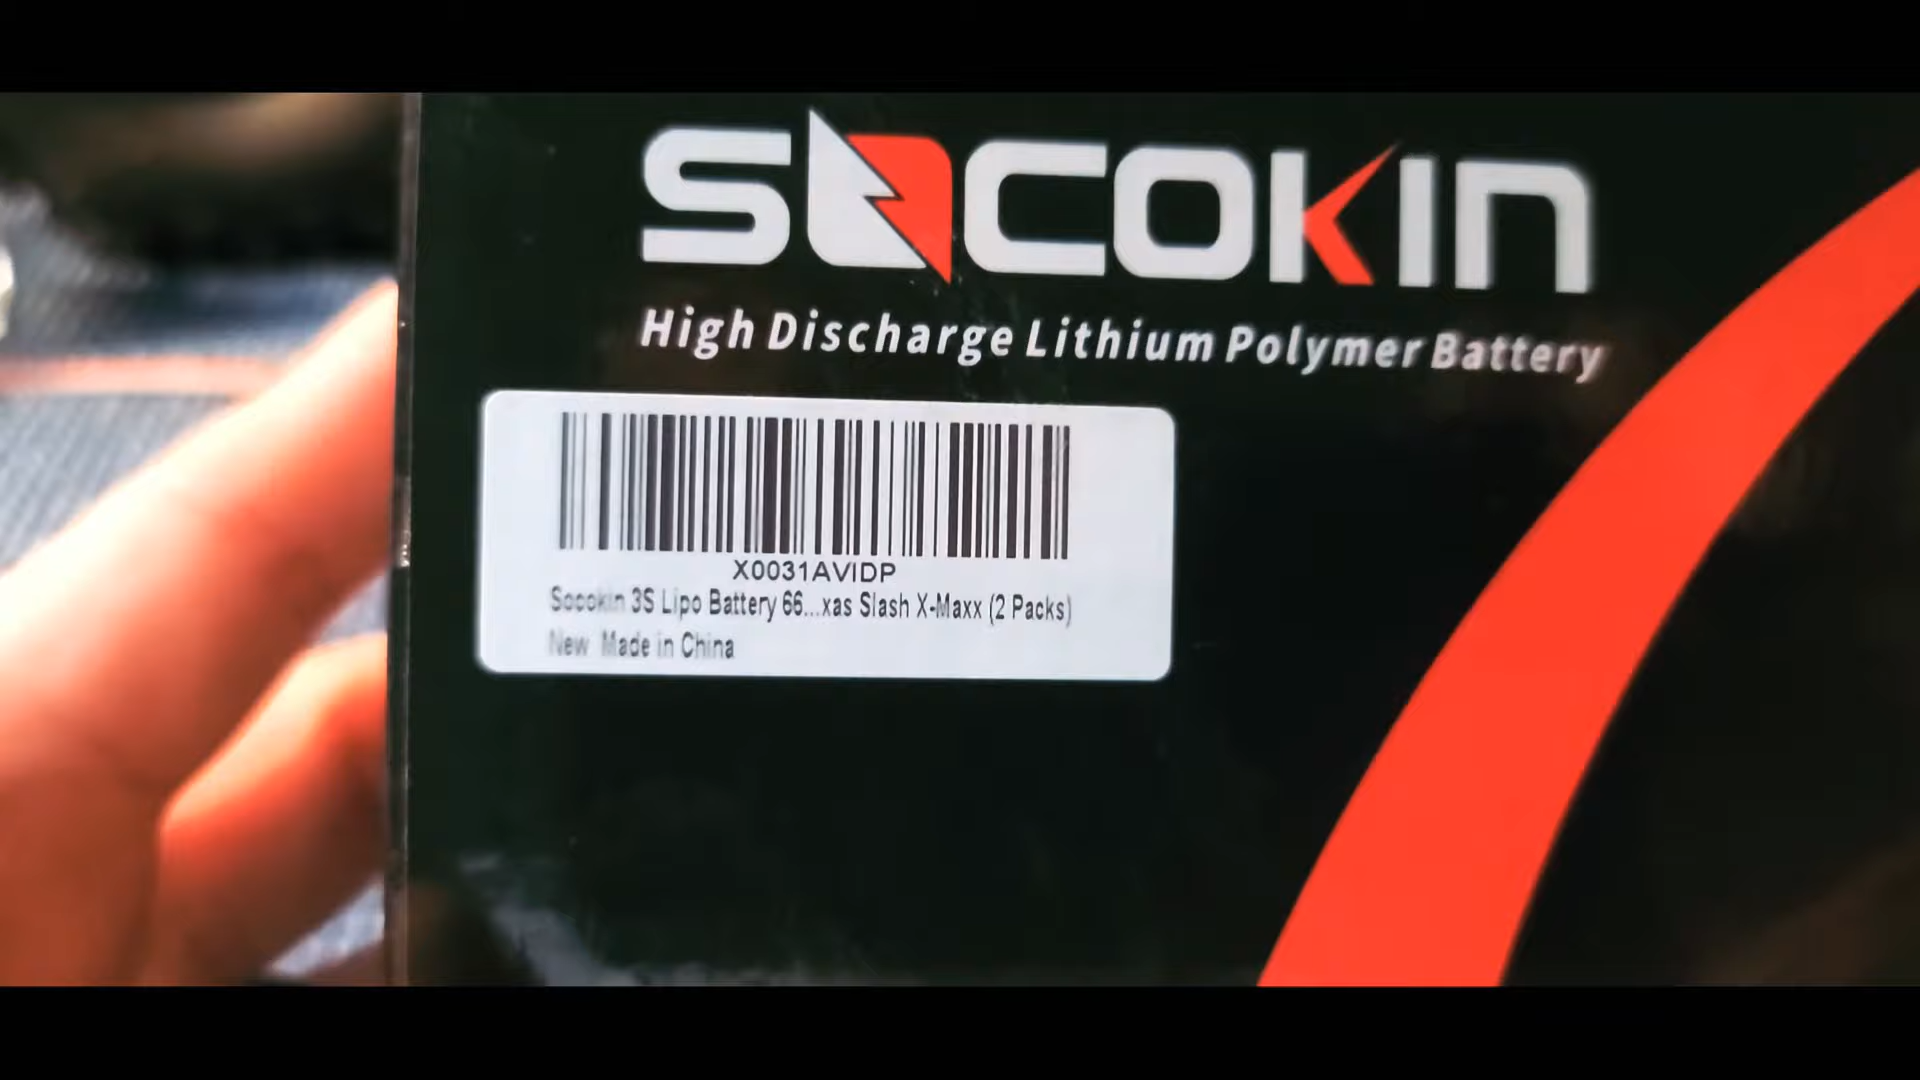 SOCOKIN
High Discharge Lithium Polymer Battery
X0031AVIDP
Socokin 3S Lipo Battery 66...xas Slash X-Maxx (2 Packs)
New Made in China